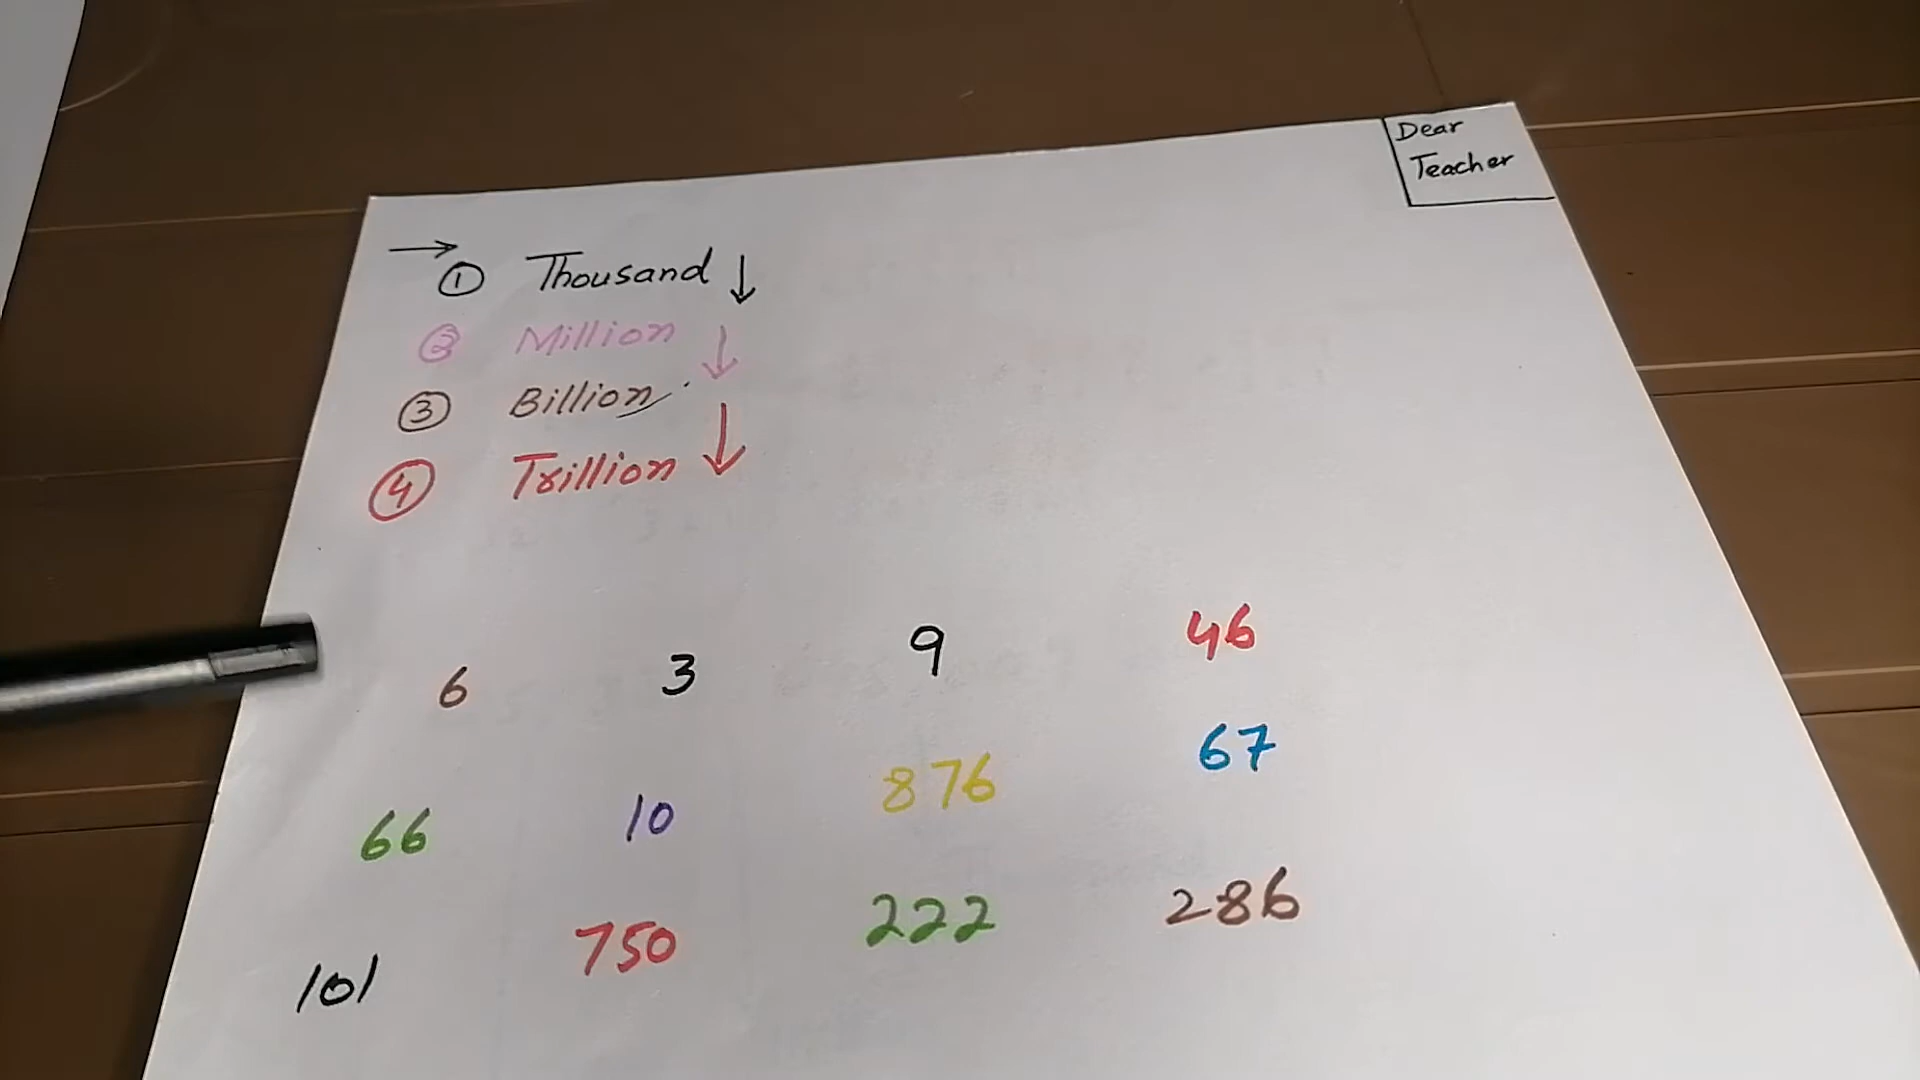 Dear
Teacher
→
① Thousand ↓
② Million ↓
③ Billion ↓
④ Trillion ↓
6 3 9 46
66 10 876 67
101 750 222 286